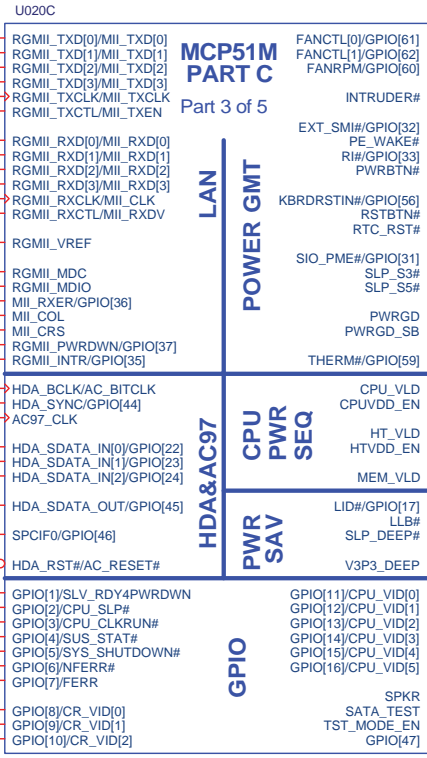 U020C
MCP51M
PART C
Part 3 of 5
RGMII_TXD[0]/MII_TXD[0]
RGMII_TXD[1]/MII_TXD[1]
RGMII_TXD[2]/MII_TXD[2]
RGMII_TXD[3]/MII_TXD[3]
RGMII_TXCLK/MII_TXCLK
RGMII_TXCTL/MII_TXEN
RGMII_RXD[0]/MII_RXD[0]
RGMII_RXD[1]/MII_RXD[1]
RGMII_RXD[2]/MII_RXD[2]
RGMII_RXD[3]/MII_RXD[3]
RGMII_RXCLK/MII_CLK
RGMII_RXCTL/MII_RXDV
RGMII_VREF
RGMII_MDC
RGMII_MDIO
MII_RXER/GPIO[36]
MII_COL
MII_CRS
RGMII_PWRDWN/GPIO[37]
RGMII_INTR/GPIO[35]
LAN
POWER GMT
FANCTL[0]/GPIO[61]
FANCTL[1]/GPIO[62]
FANRPM/GPIO[60]
INTRUDER#
EXT_SMI#/GPIO[32]
PE_WAKE#
RI#/GPIO[33]
PWRBTN#
KBRDRSTIN#/GPIO[56]
RSTBTN#
RTC_RST#
SIO_PME#/GPIO[31]
SLP_S3#
SLP_S5#
PWRGD
PWRGD_SB
THERM#/GPIO[59]
HDA_BCLK/AC_BITCLK
HDA_SYNC/GPIO[44]
AC97_CLK
HDA_SDATA_IN[0]/GPIO[22]
HDA_SDATA_IN[1]/GPIO[23]
HDA_SDATA_IN[2]/GPIO[24]
HDA_SDATA_OUT/GPIO[45]
SPCIF0/GPIO[46]
HDA_RST#/AC_RESET#
HDA&AC97
CPU
PWR
SEQ
CPU_VLD
CPUVDD_EN
HT_VLD
HTVDD_EN
MEM_VLD
PWR
SAV
LID#/GPIO[17]
LLB#
SLP_DEEP#
V3P3_DEEP
GPIO[1]/SLV_RDY4PWRDWN
GPIO[2]/CPU_SLP#
GPIO[3]/CPU_CLKRUN#
GPIO[4]/SUS_STAT#
GPIO[5]/SYS_SHUTDOWN#
GPIO[6]/NFERR#
GPIO[7]/FERR
GPIO[8]/CR_VID[0]
GPIO[9]/CR_VID[1]
GPIO[10]/CR_VID[2]
GPIO
GPIO[11]/CPU_VID[0]
GPIO[12]/CPU_VID[1]
GPIO[13]/CPU_VID[2]
GPIO[14]/CPU_VID[3]
GPIO[15]/CPU_VID[4]
GPIO[16]/CPU_VID[5]
SPKR
SATA_TEST
TST_MODE_EN
GPIO[47]